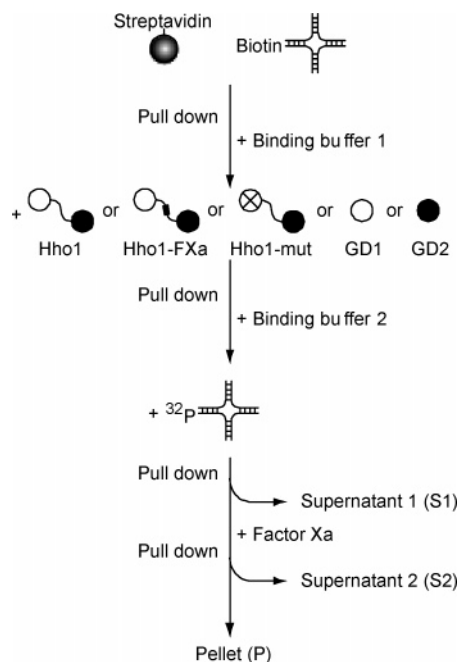 Streptavidin
Biotin
Pull down
+ Binding buffer 1
+ or or or or
Hho1 Hho1-FXa Hho1-mut GD1 GD2
Pull down
+ Binding buffer 2
+ ³²P
Pull down
Supernatant 1 (S1)
+ Factor Xa
Pull down
Supernatant 2 (S2)
Pellet (P)